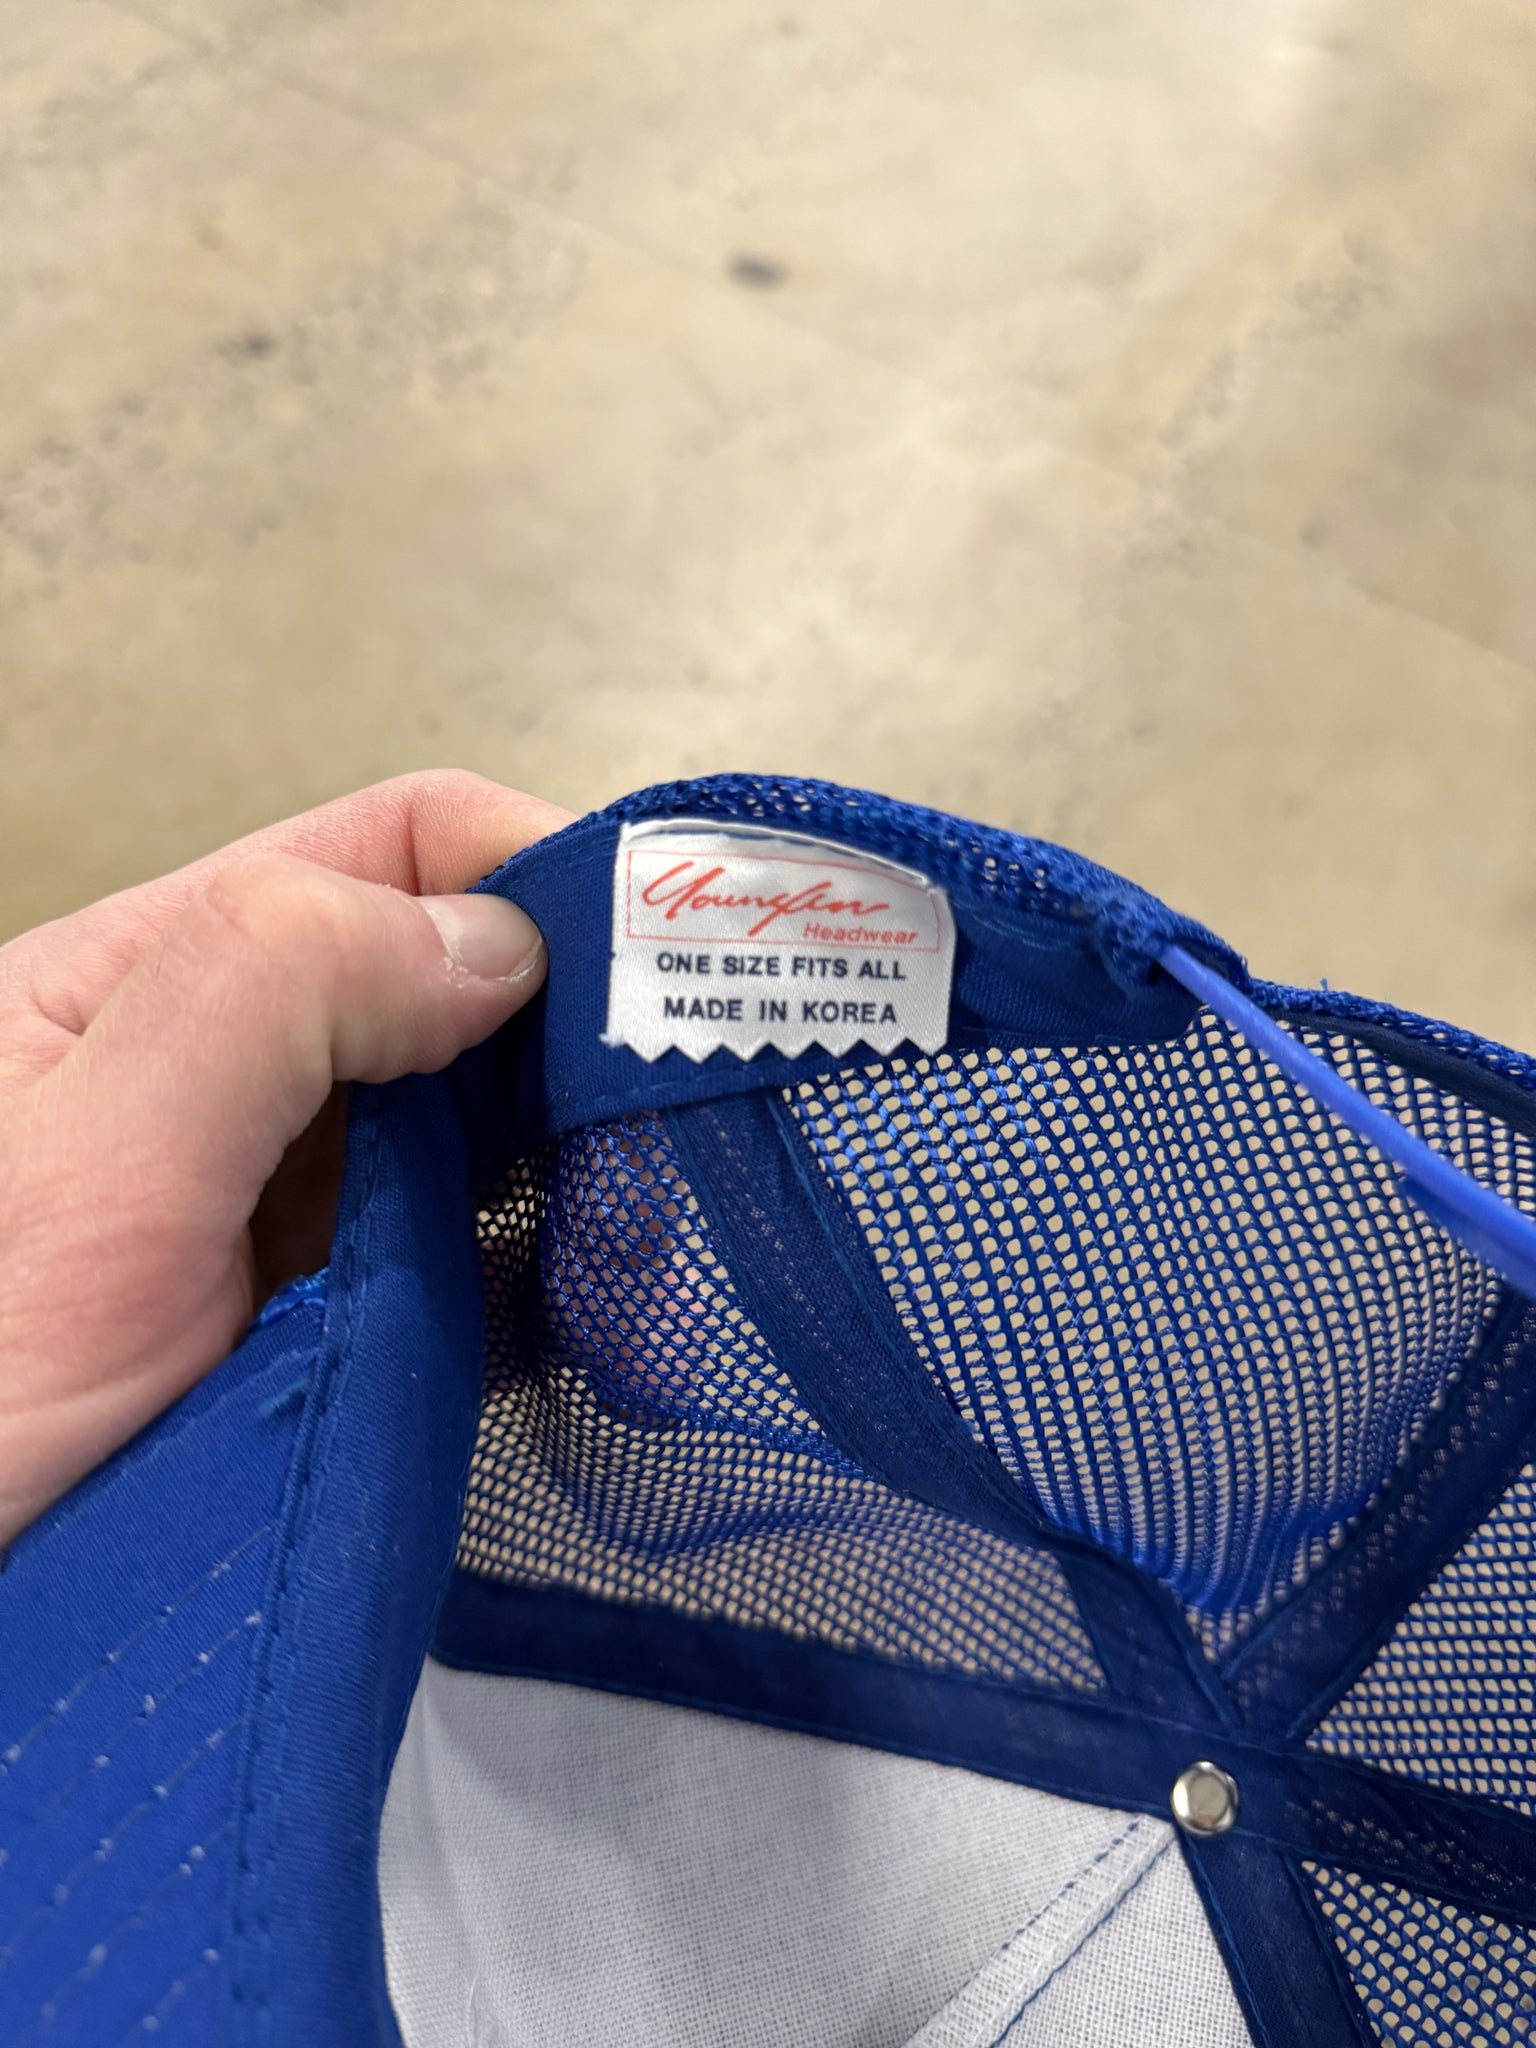 Youngan
Headwear
ONE SIZE FITS ALL
MADE IN KOREA